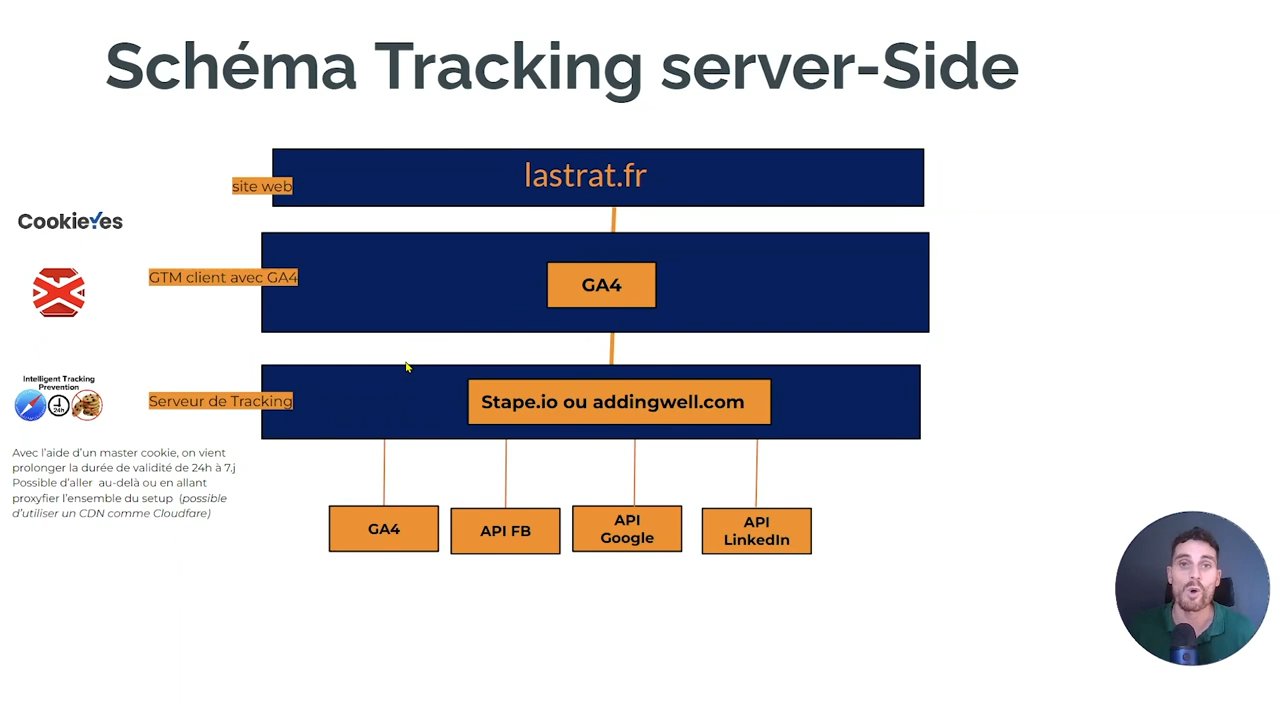 Schéma Tracking server-Side
lastrat.fr
site web
CookieYes
GTM client avec GA4
GA4
Intelligent Tracking
Prevention
24h
Serveur de Tracking
Stape.io ou addingwell.com
Avec l'aide d'un master cookie, on vient
prolonger la durée de validité de 24h à 7.j
Possible d'aller au-delà ou en allant
proxyfier l'ensemble du setup (possible
d'utiliser un CDN comme Cloudfare)
GA4
API FB
API
Google
API
LinkedIn